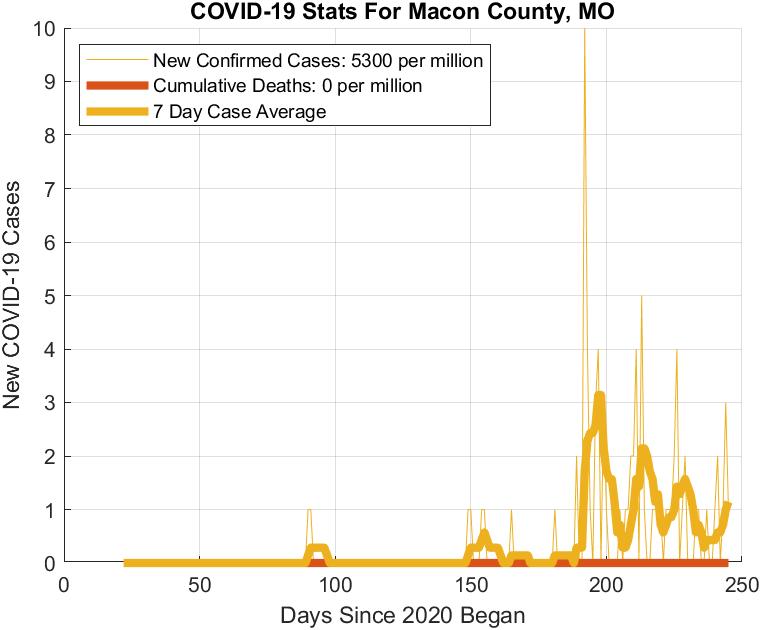 COVID-19 Stats For Macon County, MO
New Confirmed Cases: 5300 per million
Cumulative Deaths: 0 per million
7 Day Case Average
New COVID-19 Cases
10
9
8
7
6
5
4
3
2
1
0
0 50 100 150 200 250
Days Since 2020 Began